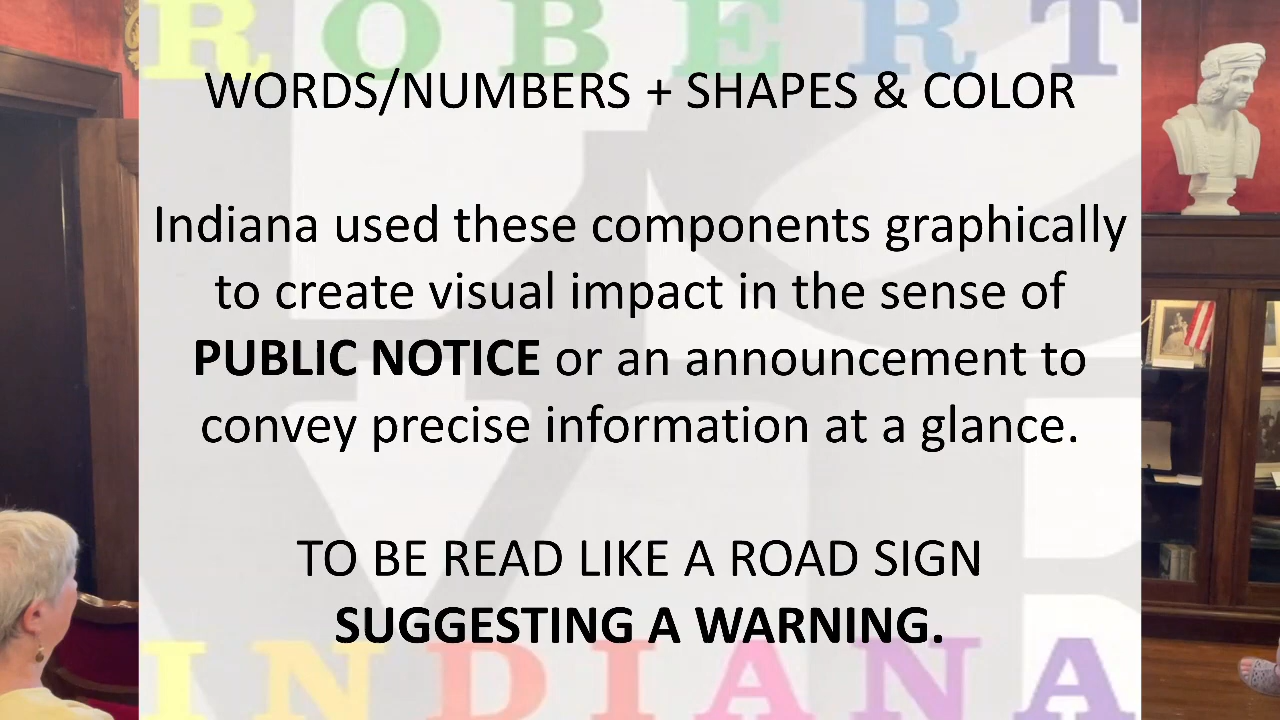 ROBERT
WORDS/NUMBERS + SHAPES & COLOR
Indiana used these components graphically
to create visual impact in the sense of
PUBLIC NOTICE or an announcement to
convey precise information at a glance.
TO BE READ LIKE A ROAD SIGN
SUGGESTING A WARNING.
INDIANA